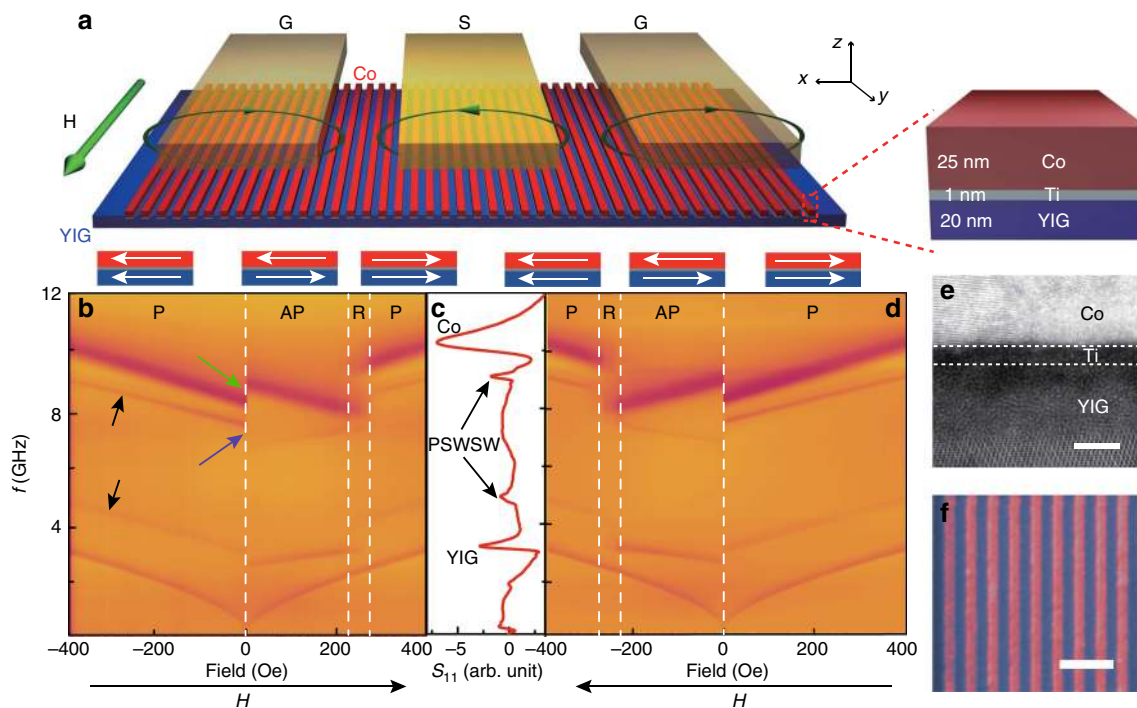 a
G
S
G
Co
z
x
y
H
YIG
25 nm
Co
1 nm
Ti
20 nm
YIG
b
P
AP
R
P
c
Co
PSWSW
YIG
d
P
R
AP
P
e
Co
Ti
YIG
f
12
8
4
f (GHz)
−400
−200
0
200
−400
Field (Oe)
H
−5
0
S11 (arb. unit)
−400
0
200
400
Field (Oe)
H